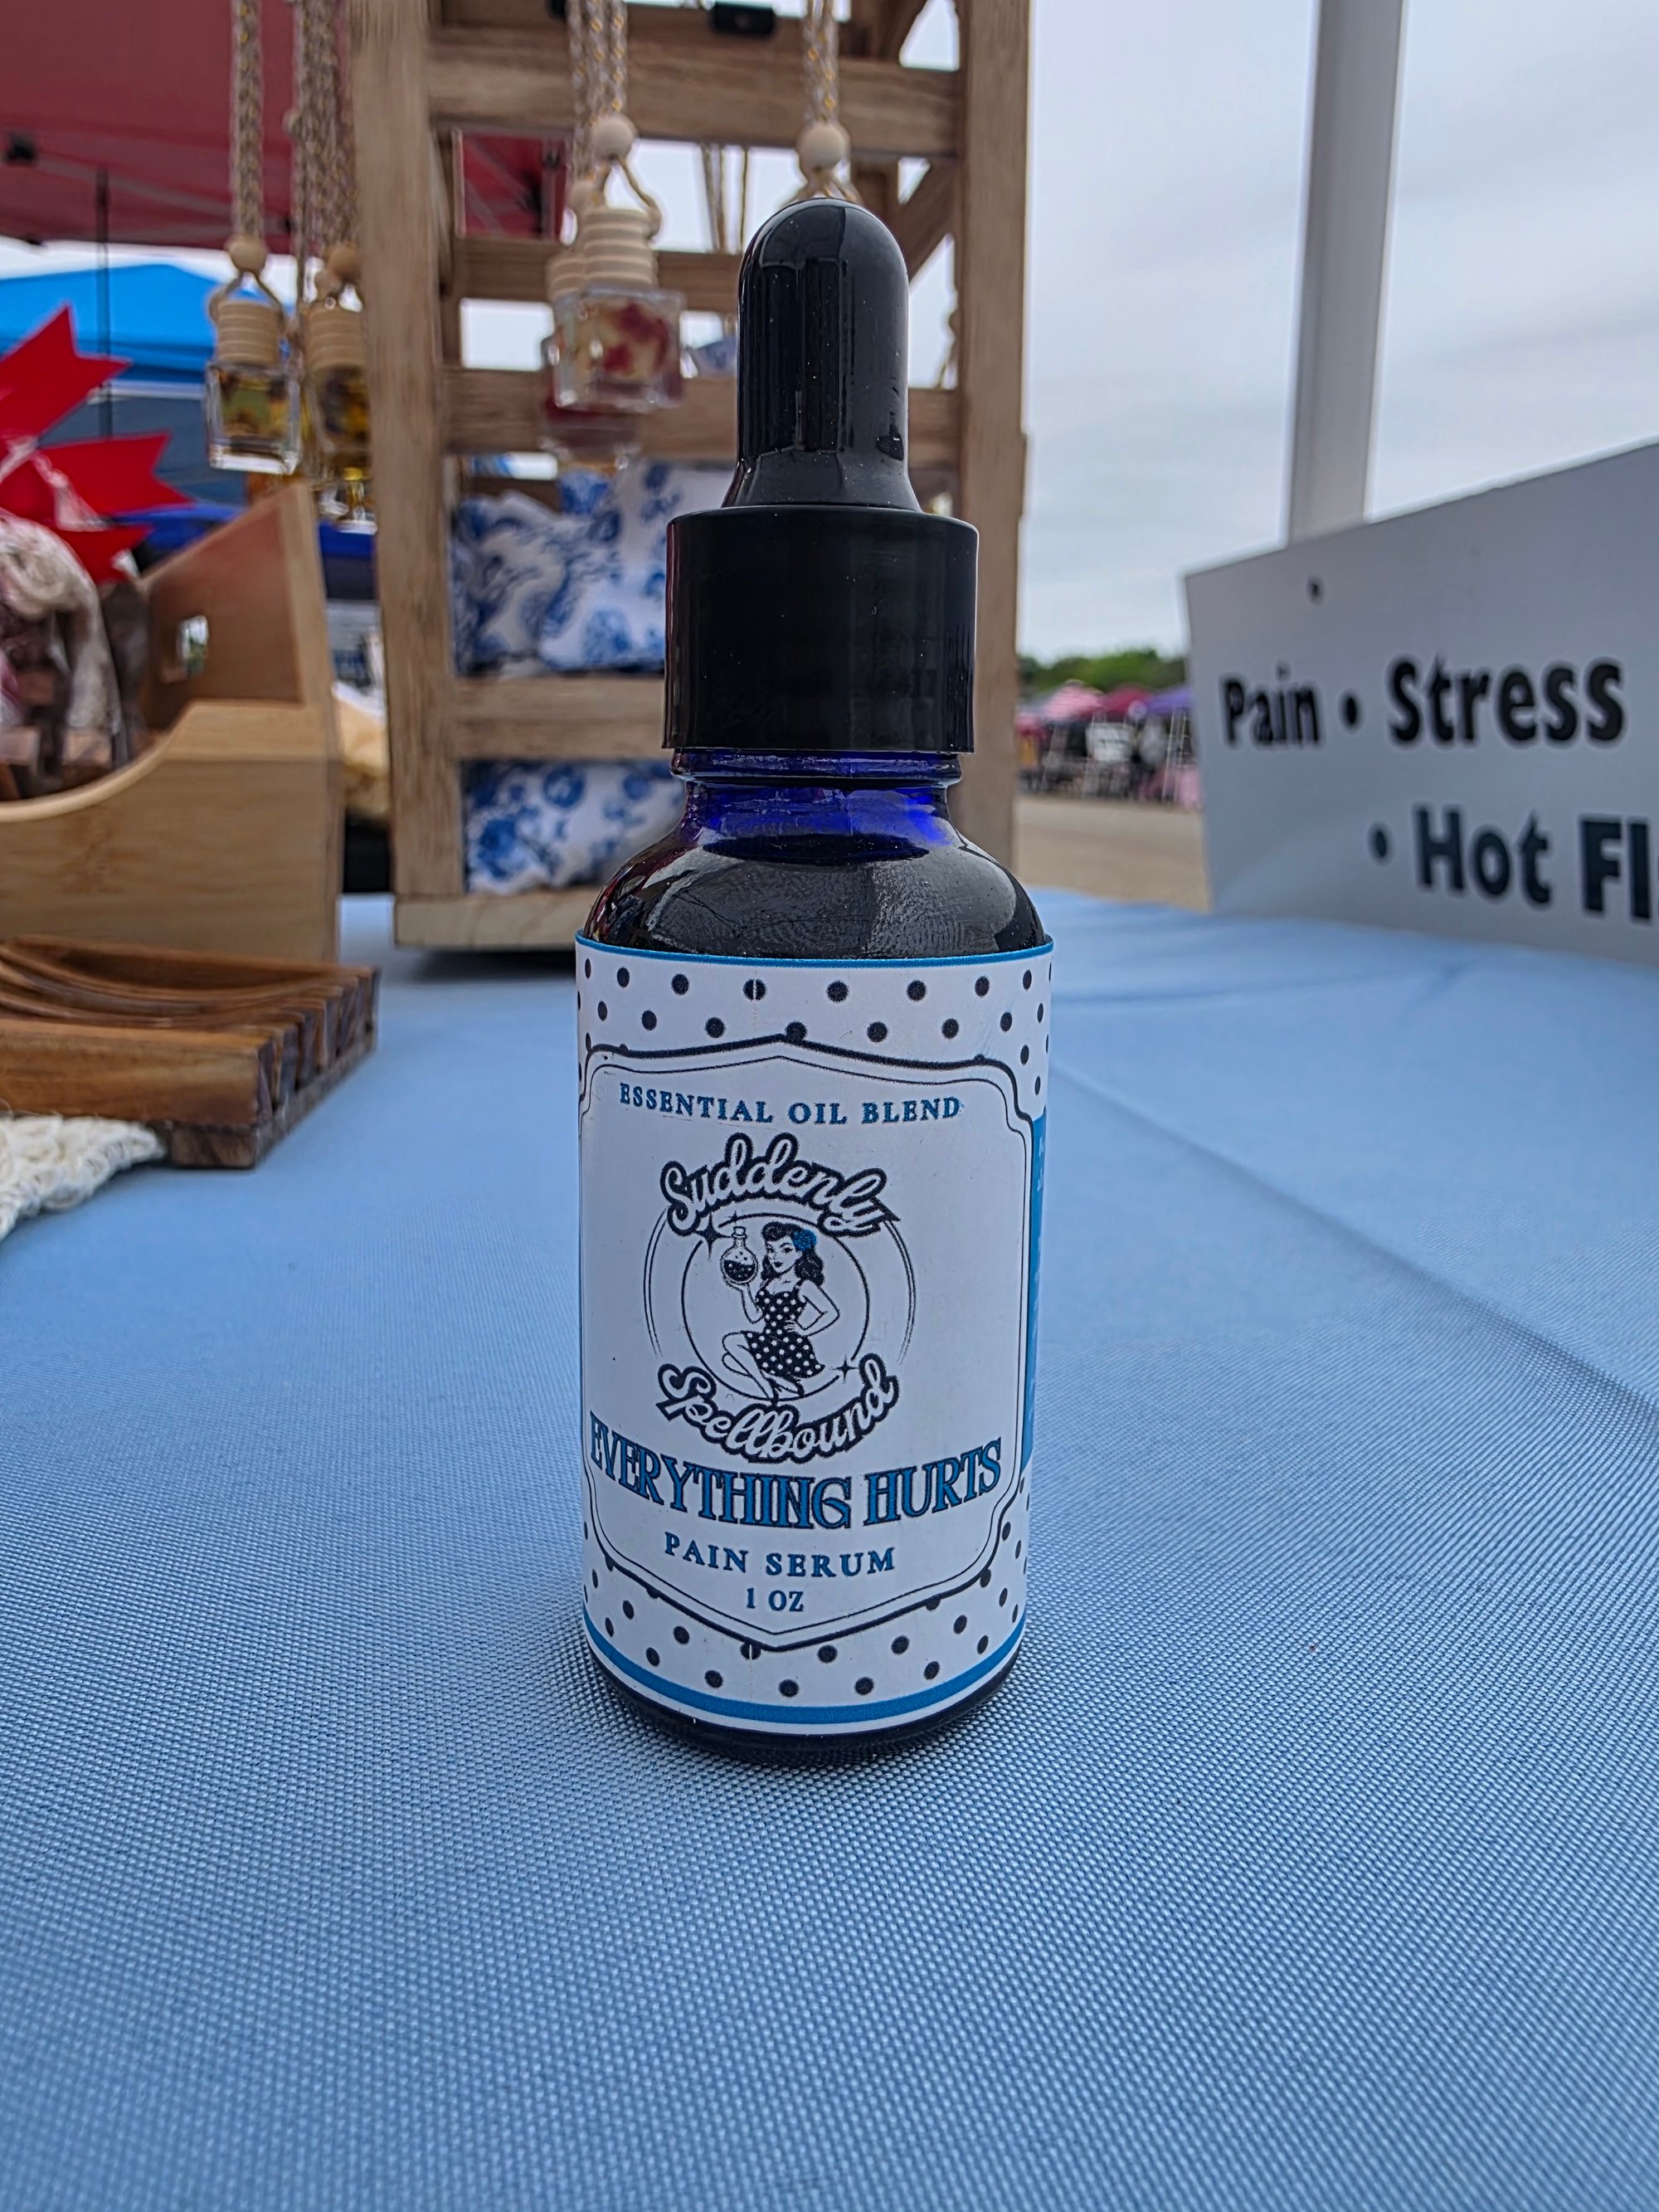 Pain • Stress
• Hot Fl
ESSENTIAL OIL BLEND
Suddenly
Spellbound
EVERYTHING HURTS
PAIN SERUM
1 OZ